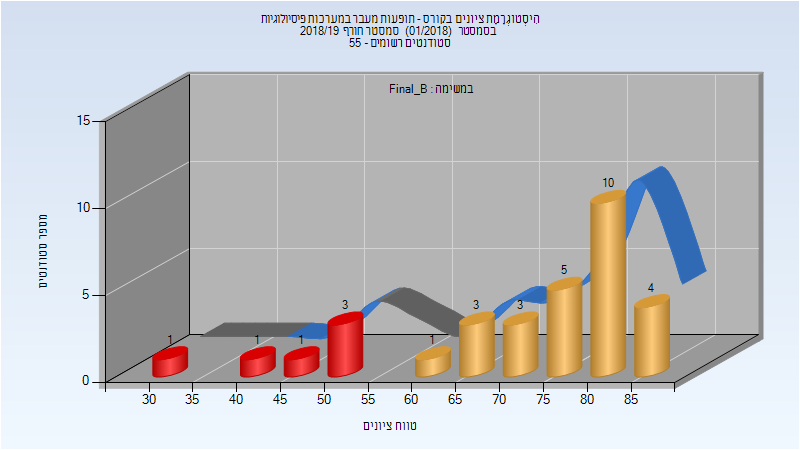 הִיסְטוֹגְרַמַּת ציונים בקורס - תופעות מעבר במערכות פיסיולוגיות
בסמסטר (01/2018) סמסטר חורף 2018/19
סטודנטים רשומים - 55
במשימה : Final_B
מספר סטודנטים
15
10
5
0
1
1
1
3
1
3
3
5
10
4
30 35 40 45 50 55 60 65 70 75 80 85
טווח ציונים